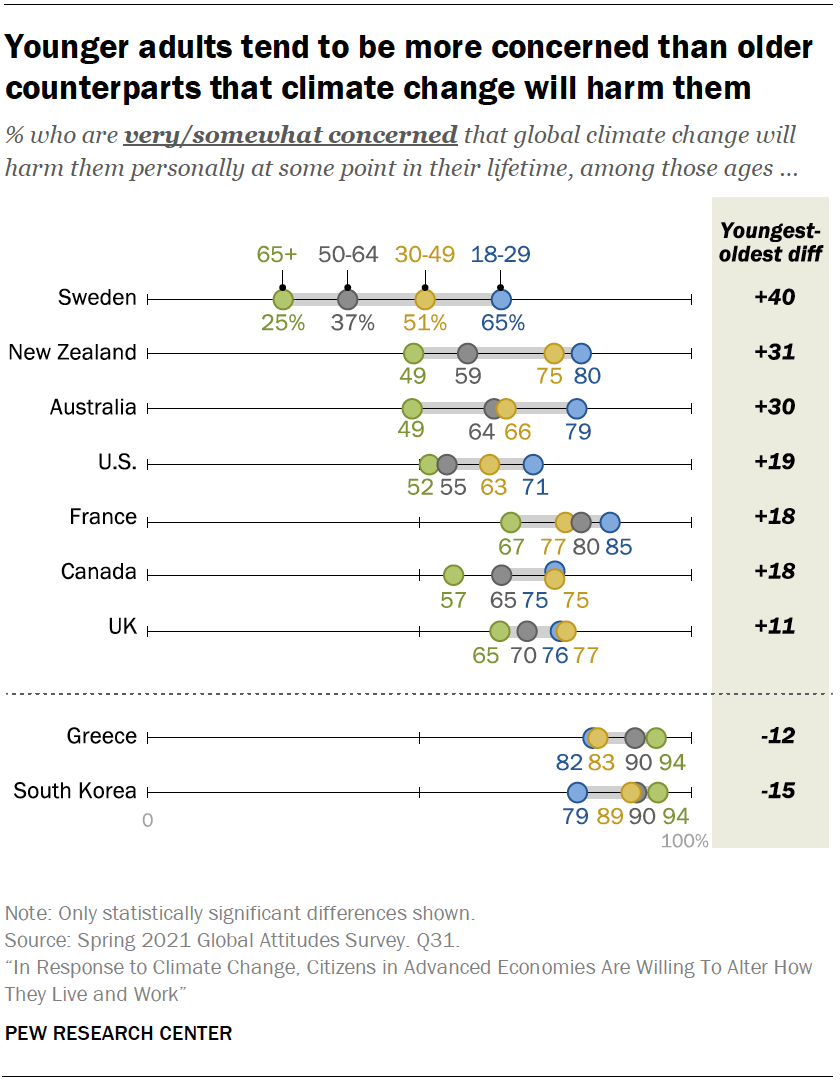 Younger adults tend to be more concerned than older
counterparts that climate change will harm them
% who are very/somewhat concerned that global climate change will
harm them personally at some point in their lifetime, among those ages ...
Youngest-
oldest diff
65+ 50-64 30-49 18-29
Sweden +40
25% 37% 51% 65%
New Zealand +31
49 59 75 80
Australia +30
49 64 66 79
U.S. +19
52 55 63 71
France +18
67 77 80 85
Canada +18
57 65 75 75
UK +11
65 70 76 77
Greece -12
82 83 90 94
South Korea -15
79 89 90 94
0
100%
Note: Only statistically significant differences shown.
Source: Spring 2021 Global Attitudes Survey. Q31.
“In Response to Climate Change, Citizens in Advanced Economies Are Willing To Alter How
They Live and Work”
PEW RESEARCH CENTER